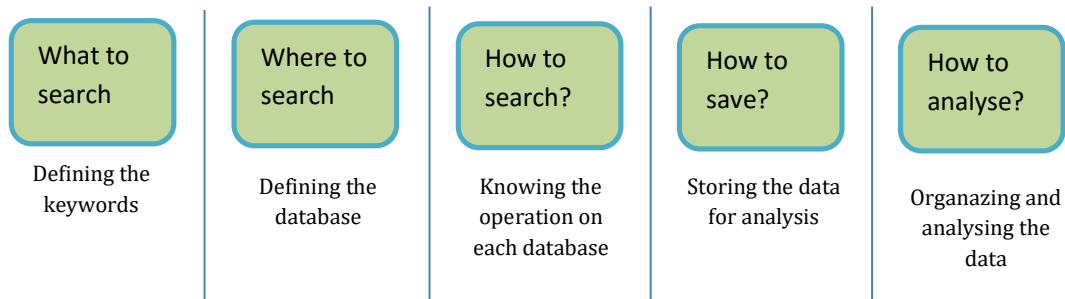 What to
search
Defining the
keywords
Where to
search
Defining the
database
How to
search?
Knowing the
operation on
each database
How to
save?
Storing the data
for analysis
How to
analyse?
Organazing and
analysing the
data